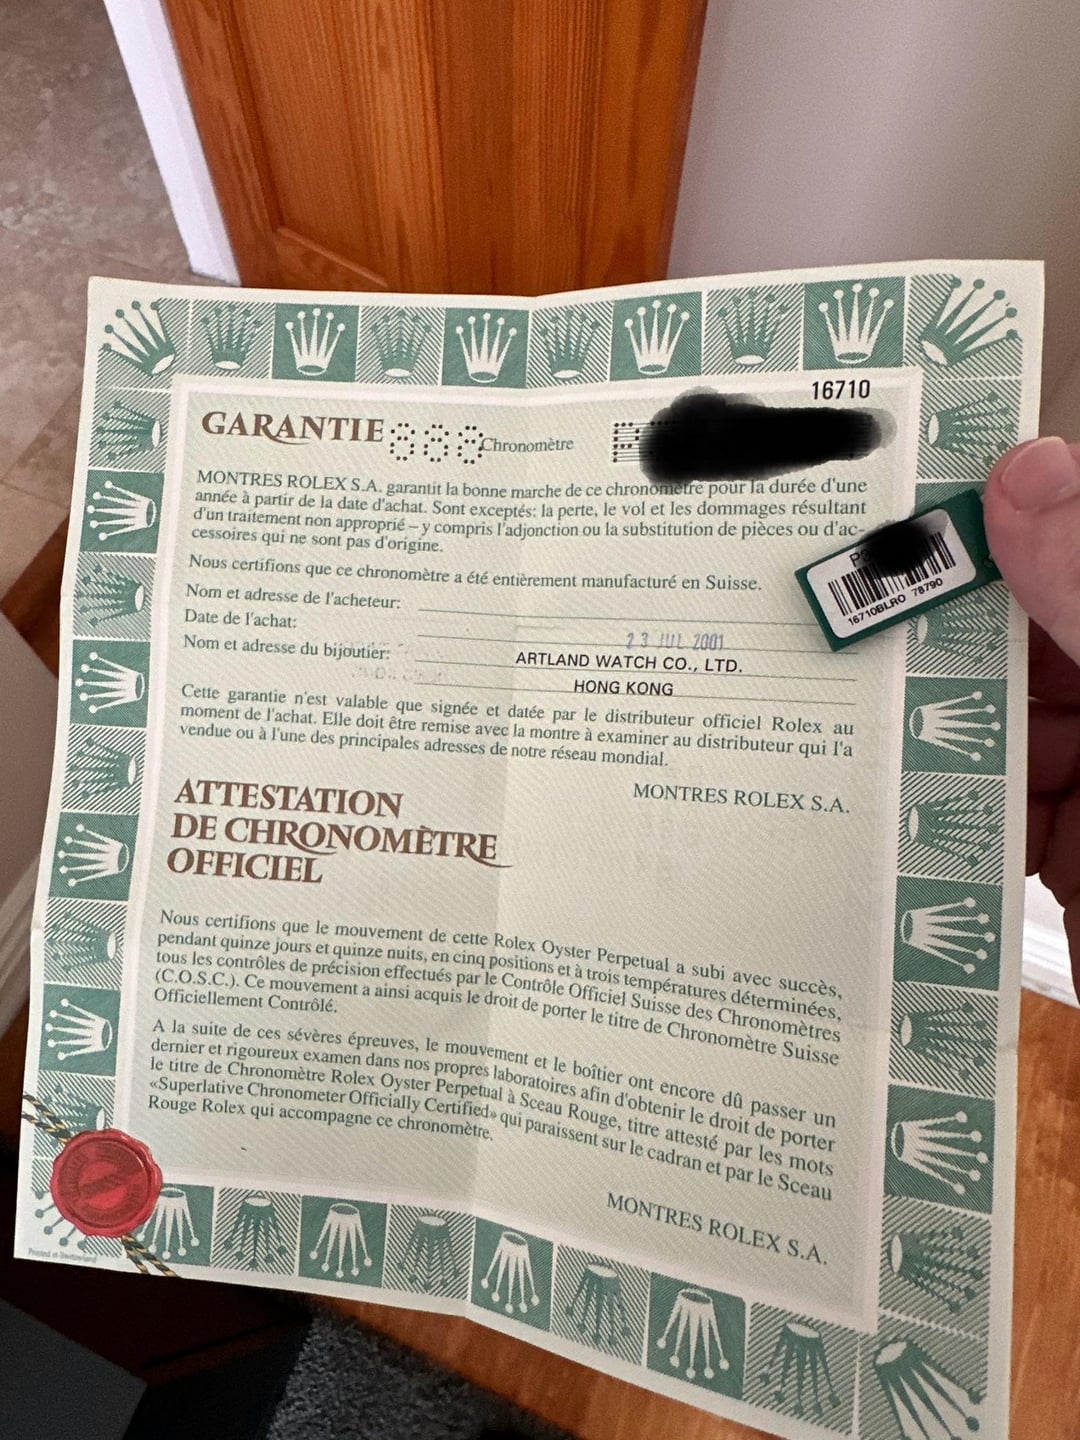 16710
GARANTIE 888 Chronomètre
MONTRES ROLEX S.A. garantit la bonne marche de ce chronomètre pour la durée d'une
année à partir de la date d'achat. Sont exceptés: la perte, le vol et les dommages résultant
d'un traitement non approprié – y compris l'adjonction ou la substitution de pièces ou d'ac-
cessoires qui ne sont pas d'origine.
Nous certifions que ce chronomètre a été entièrement manufacturé en Suisse.
Nom et adresse de l'acheteur:
Date de l'achat: 23 JUL 2001
Nom et adresse du bijoutier: ARTLAND WATCH CO., LTD.
HONG KONG
Cette garantie n'est valable que signée et datée par le distributeur officiel Rolex au
moment de l'achat. Elle doit être remise avec la montre à examiner au distributeur qui l'a
vendue ou à l'une des principales adresses de notre réseau mondial.
MONTRES ROLEX S.A.
ATTESTATION
DE CHRONOMÈTRE
OFFICIEL
Nous certifions que le mouvement de cette Rolex Oyster Perpetual a subi avec succès,
pendant quinze jours et quinze nuits, en cinq positions et à trois températures déterminées,
tous les contrôles de précision effectués par le Contrôle Officiel Suisse des Chronomètres
(C.O.S.C.). Ce mouvement a ainsi acquis le droit de porter le titre de Chronomètre Suisse
Officiellement Contrôlé.
A la suite de ces sévères épreuves, le mouvement et le boîtier ont encore dû passer un
dernier et rigoureux examen dans nos propres laboratoires afin d'obtenir le droit de porter
le titre de Chronomètre Rolex Oyster Perpetual à Sceau Rouge, titre attesté par les mots
«Superlative Chronometer Officially Certified» qui paraissent sur le cadran et par le Sceau
Rouge Rolex qui accompagne ce chronomètre.
MONTRES ROLEX S.A.
Printed in Switzerland
16710BLRO 78790